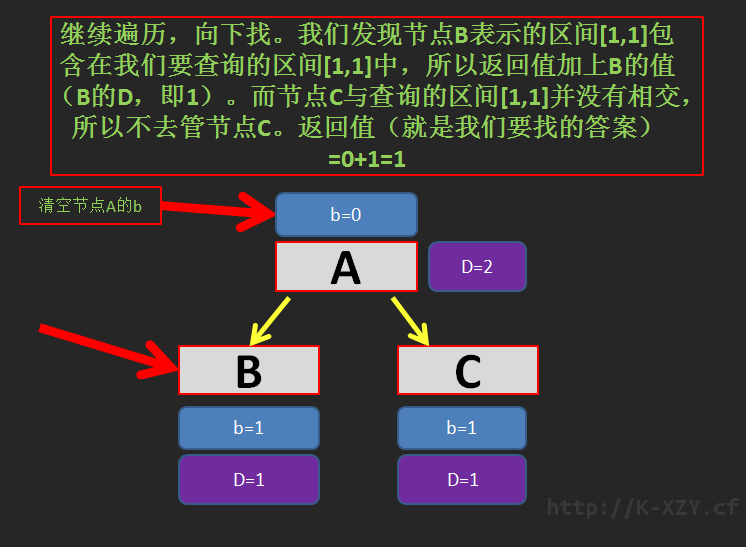 继续遍历，向下找。我们发现节点B表示的区间[1,1]包
含在我们要查询的区间[1,1]中，所以返回值加上B的值
（B的D，即1）。而节点C与查询的区间[1,1]并没有相交，
所以不去管节点C。返回值（就是我们要找的答案）
=0+1=1
清空节点A的b
b=0
A
D=2
B
C
b=1
b=1
D=1
D=1
http://K-XZY.cf